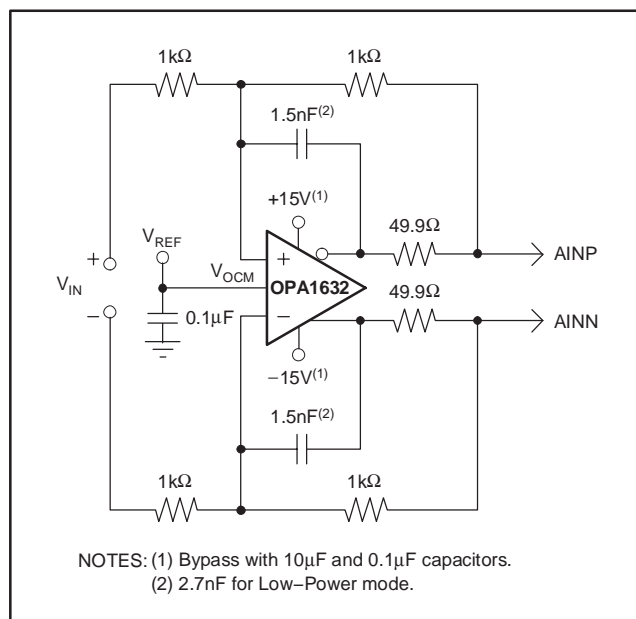 1kΩ 1kΩ
1.5nF(2)
+15V(1)
49.9Ω
VREF
+ AINP
VIN VOCM + OPA1632 −
49.9Ω
− 0.1μF AINN
−15V(1)
1.5nF(2)
1kΩ 1kΩ
NOTES: (1) Bypass with 10μF and 0.1μF capacitors.
(2) 2.7nF for Low−Power mode.